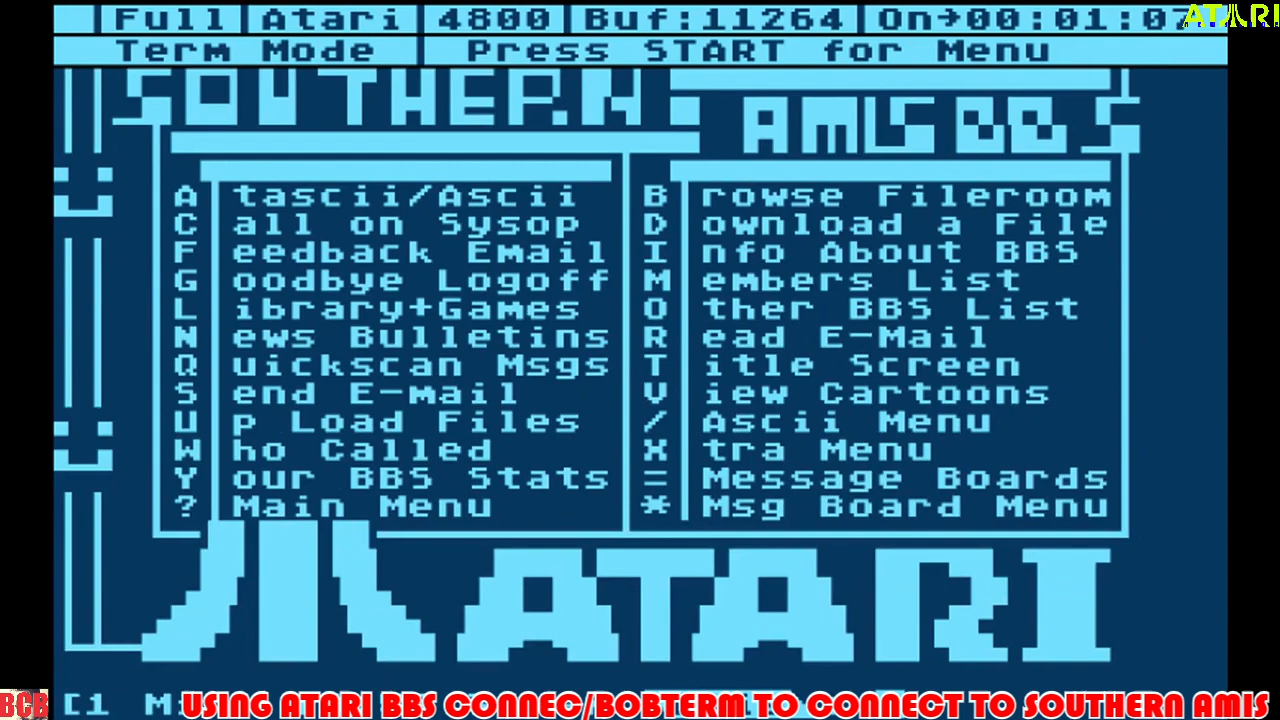 Full Atari 4800 Buf:11264 On→00:01:07
ATARI
Term Mode Press START for Menu
SOUTHERN
AMIS BBS
A tascii/Ascii B rowse Fileroom
C all on Sysop D ownload a File
F eedback Email I nfo About BBS
G oodbye Logoff M embers List
L ibrary+Games O ther BBS List
N ews Bulletins R ead E-Mail
Q uickscan Msgs T itle Screen
S end E-mail V iew Cartoons
U p Load Files / Ascii Menu
W ho Called X tra Menu
Y our BBS Stats = Message Boards
? Main Menu * Msg Board Menu
ATARI
[1
BCB USING ATARI BBS CONNEC/BOBTERM TO CONNECT TO SOUTHERN AMIS